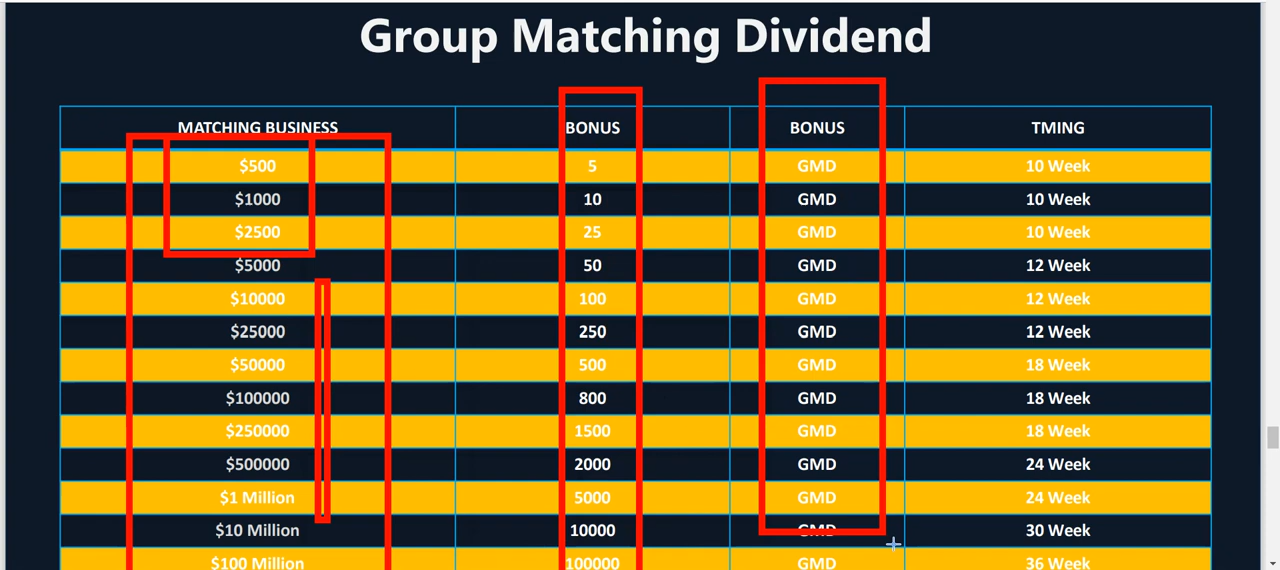 Group Matching Dividend
MATCHING BUSINESS BONUS BONUS TMING
$500 5 GMD 10 Week
$1000 10 GMD 10 Week
$2500 25 GMD 10 Week
$5000 50 GMD 12 Week
$10000 100 GMD 12 Week
$25000 250 GMD 12 Week
$50000 500 GMD 18 Week
$100000 800 GMD 18 Week
$250000 1500 GMD 18 Week
$500000 2000 GMD 24 Week
$1 Million 5000 GMD 24 Week
$10 Million 10000 GMD 30 Week
$100 Million 100000 GMD 36 Week